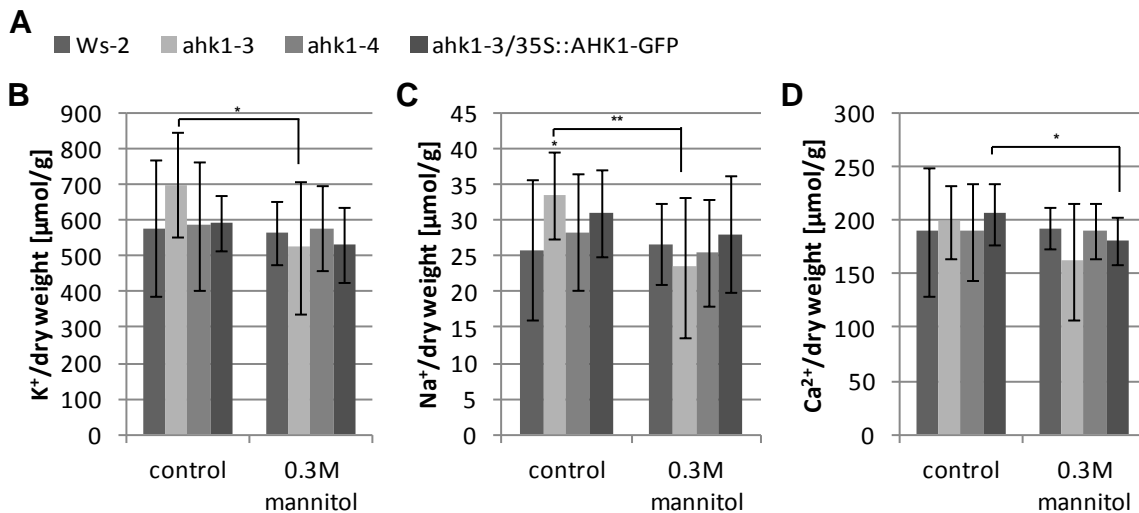 A
Ws-2 ahk1-3 ahk1-4 ahk1-3/35S::AHK1-GFP
B
K⁺/dry weight [µmol/g]
900
800
700
600
500
400
300
200
100
0
*
control
0.3M
mannitol
C
Na⁺/dry weight [µmol/g]
45
40
35
30
25
20
15
10
5
0
**
*
control
0.3M
mannitol
D
Ca²⁺/dry weight [µmol/g]
300
250
200
150
100
50
0
*
control
0.3M
mannitol